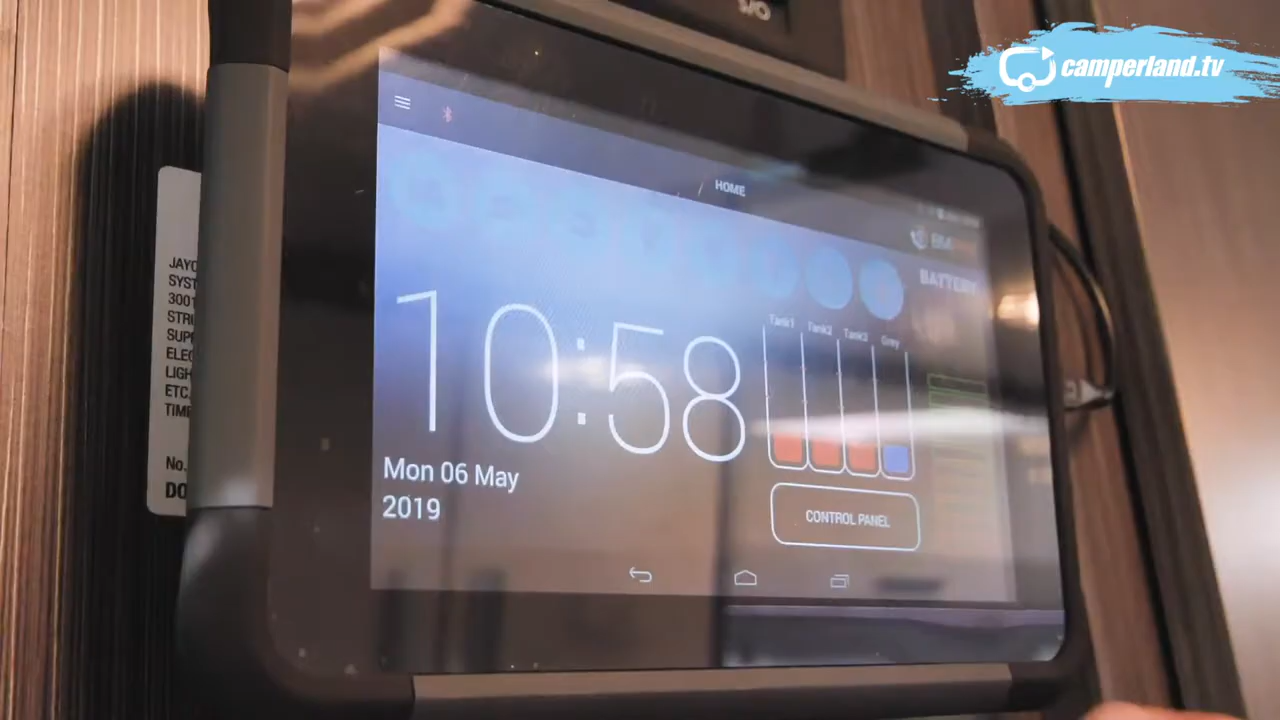 S/O
camperland.tv
HOME
BATTERY
10:58
Tank1 Tank2 Tank3 Grey
Mon 06 May
2019
CONTROL PANEL
JAYC
SYST
3001
STRI
SUPP
ELEC
LIGH
ETC.
TIME
No.
DO